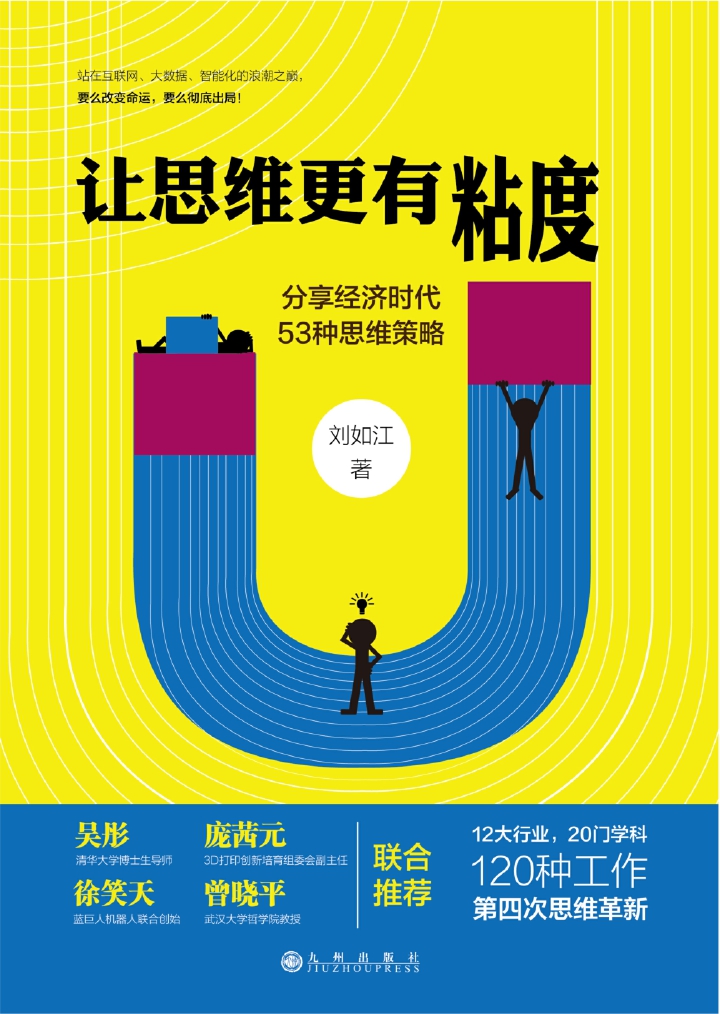 站在互联网、大数据、智能化的浪潮之巅，
要么改变命运，要么彻底出局！
让思维更有粘度
分享经济时代
53种思维策略
刘如江
著
吴彤
清华大学博士生导师
庞茜元
3D打印创新培育组委会副主任
徐笑天
蓝巨人机器人联合创始
曾晓平
武汉大学哲学院教授
联合
推荐
12大行业，20门学科
120种工作
第四次思维革新
九州出版社
JIUZHOUPRESS